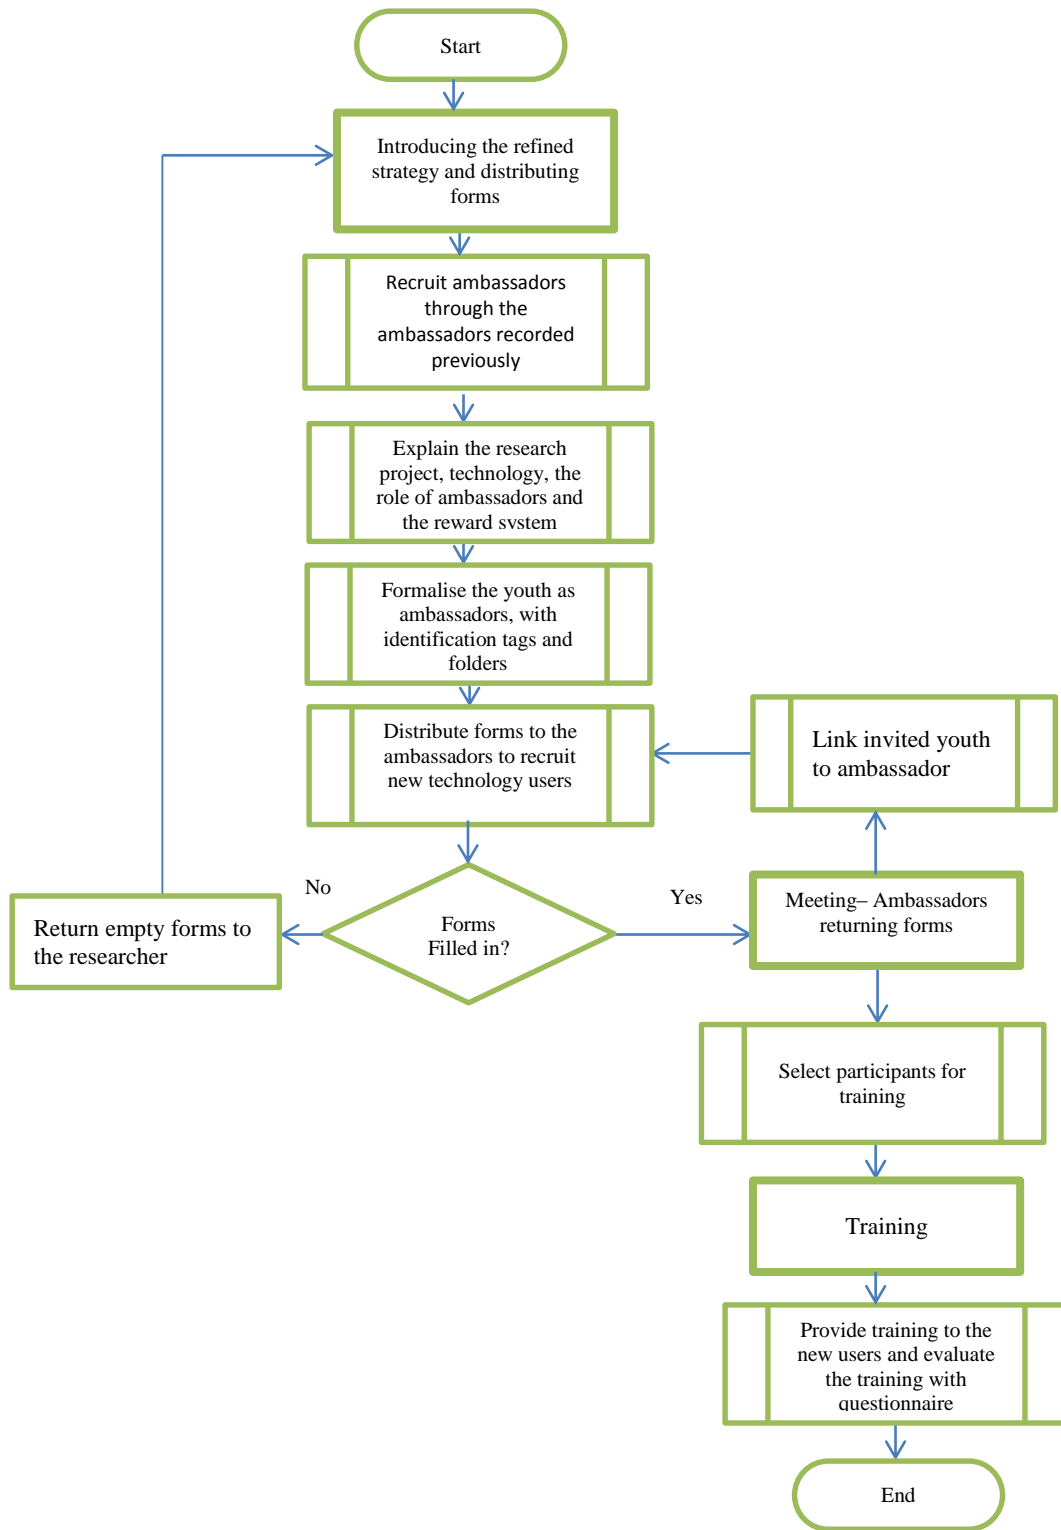 Start
Introducing the refined
strategy and distributing
forms
Recruit ambassadors
through the
ambassadors recorded
previously
Explain the research
project, technology, the
role of ambassadors and
the reward system
Formalise the youth as
ambassadors, with
identification tags and
folders
Distribute forms to the
ambassadors to recruit
new technology users
Link invited youth
to ambassador
No
Forms
Filled in?
Yes
Return empty forms to
the researcher
Meeting– Ambassadors
returning forms
Select participants for
training
Training
Provide training to the
new users and evaluate
the training with
questionnaire
End